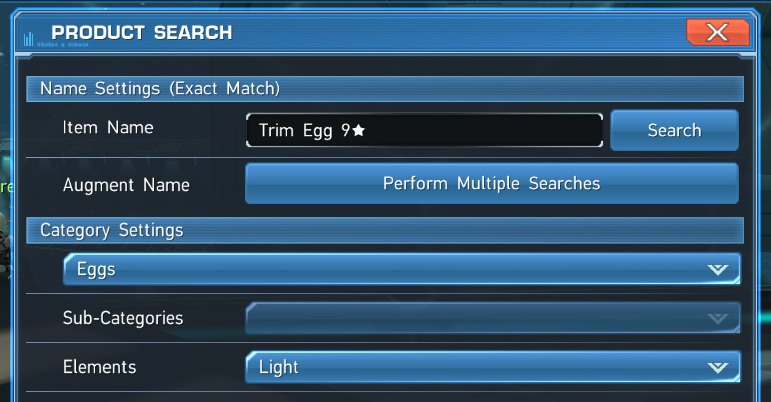 PRODUCT SEARCH
Name Settings (Exact Match)
Item Name
Trim Egg 9★
Search
Augment Name
Perform Multiple Searches
Category Settings
Eggs
Sub-Categories
Elements
Light